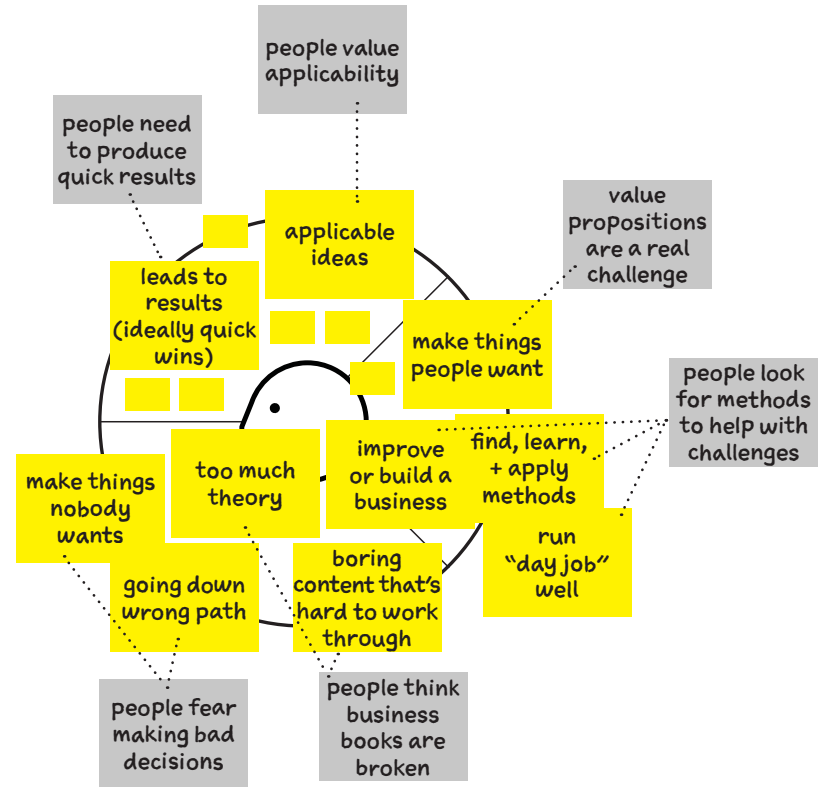 people value
applicability
people need
to produce
quick results
value
propositions
are a real
challenge
applicable
ideas
leads to
results
(ideally quick
wins)
make things
people want
people look
for methods
to help with
challenges
improve
or build a
business
find, learn,
+ apply
methods
too much
theory
make things
nobody
wants
run
“day job”
well
boring
content that’s
hard to work
through
going down
wrong path
people fear
making bad
decisions
people think
business
books are
broken